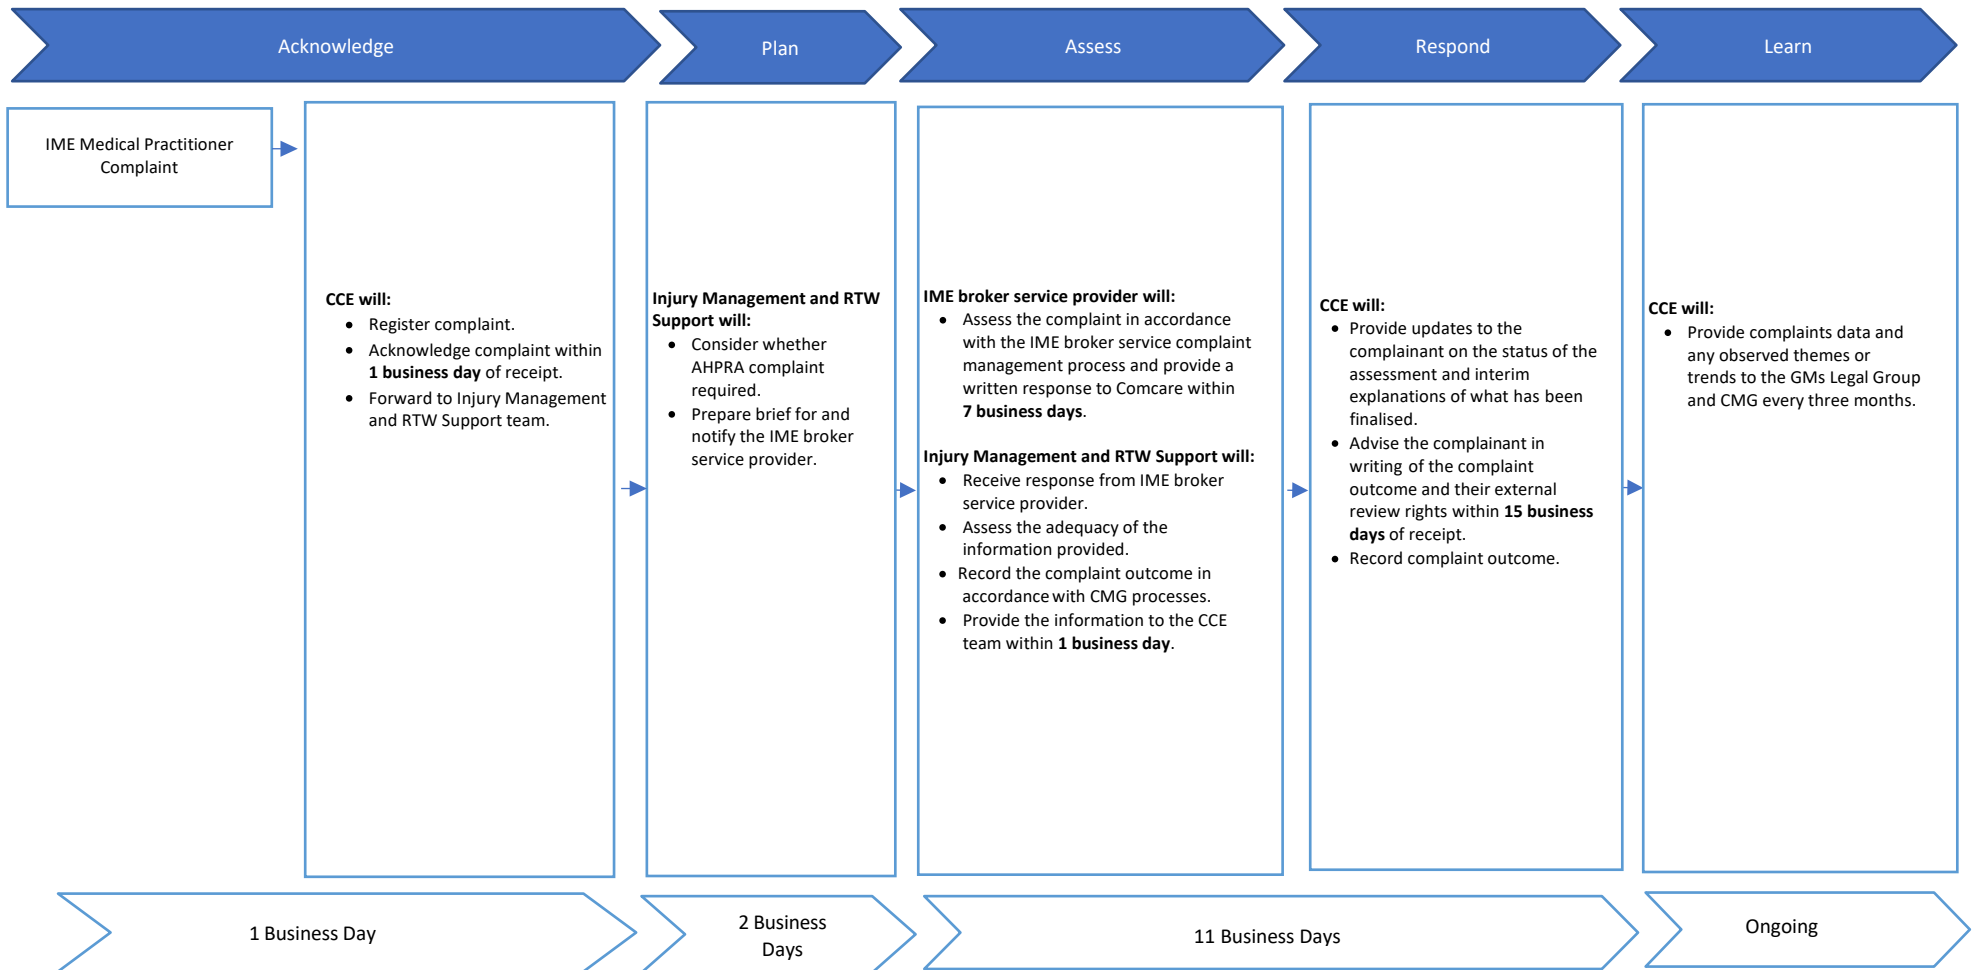 Acknowledge
Plan
Assess
Respond
Learn
IME Medical Practitioner
Complaint
CCE will:
• Register complaint.
• Acknowledge complaint within
1 business day of receipt.
• Forward to Injury Management
and RTW Support team.
Injury Management and RTW
Support will:
• Consider whether
AHPRA complaint
required.
• Prepare brief for and
notify the IME broker
service provider.
IME broker service provider will:
• Assess the complaint in accordance
with the IME broker service complaint
management process and provide a
written response to Comcare within
7 business days.
Injury Management and RTW Support will:
• Receive response from IME broker
service provider.
• Assess the adequacy of the
information provided.
• Record the complaint outcome in
accordance with CMG processes.
• Provide the information to the CCE
team within 1 business day.
CCE will:
• Provide updates to the
complainant on the status of the
assessment and interim
explanations of what has been
finalised.
• Advise the complainant in
writing of the complaint
outcome and their external
review rights within 15 business
days of receipt.
• Record complaint outcome.
CCE will:
• Provide complaints data and
any observed themes or
trends to the GMs Legal Group
and CMG every three months.
1 Business Day
2 Business
Days
11 Business Days
Ongoing